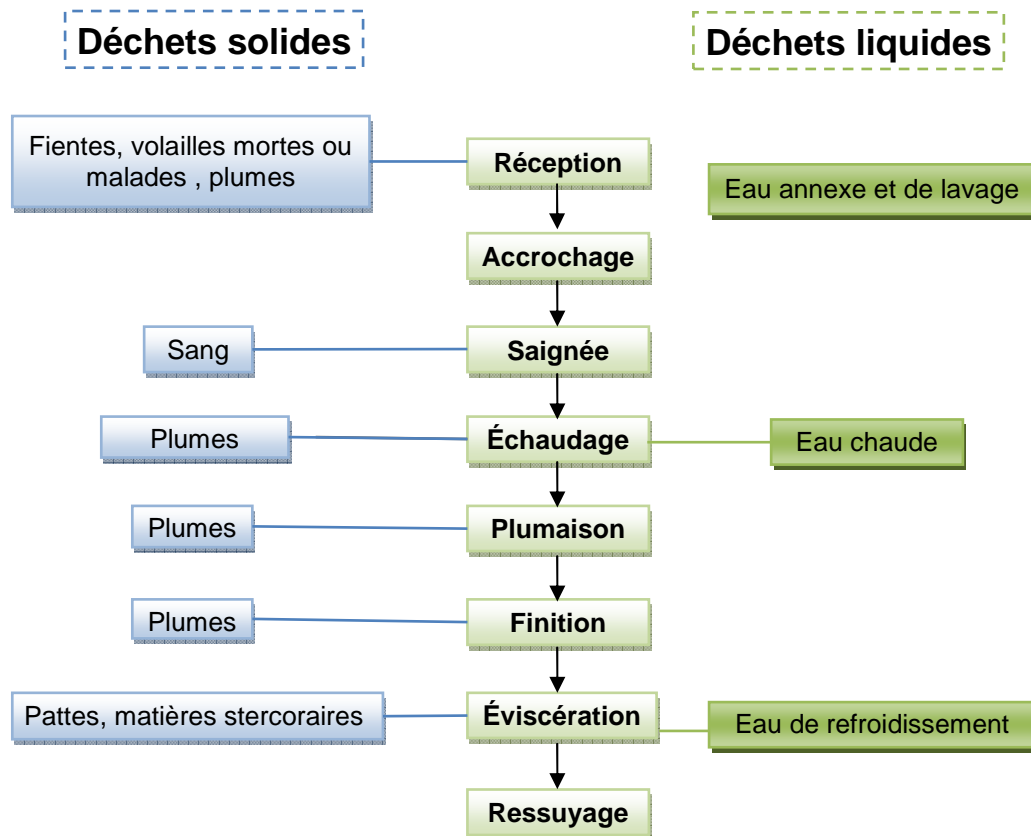 Déchets solides
Déchets liquides
Fientes, volailles mortes ou
malades , plumes
Réception
Eau annexe et de lavage
Accrochage
Sang
Saignée
Plumes
Échaudage
Eau chaude
Plumes
Plumaison
Plumes
Finition
Pattes, matières stercoraires
Éviscération
Eau de refroidissement
Ressuyage